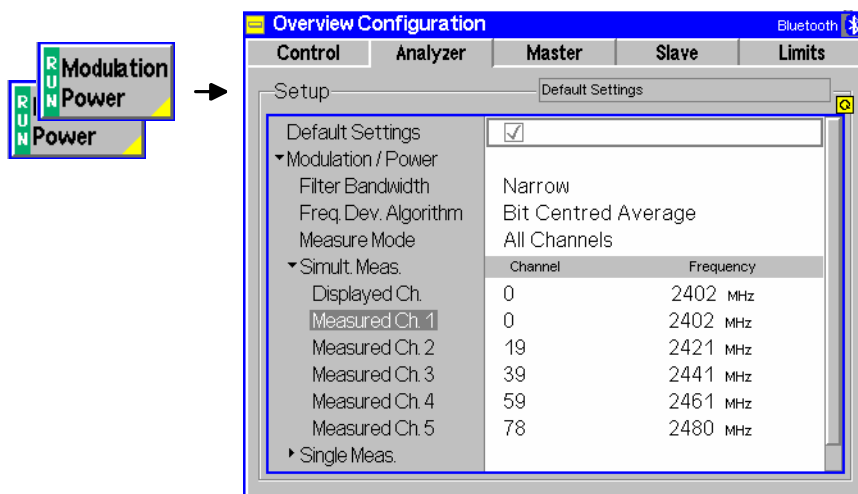 RUN Modulation
Power
RUN
Power
Overview Configuration Bluetooth
Control Analyzer Master Slave Limits
Setup Default Settings
Default Settings
Modulation / Power
Filter Bandwidth Narrow
Freq. Dev. Algorithm Bit Centred Average
Measure Mode All Channels
Simult. Meas. Channel Frequency
Displayed Ch. 0 2402 MHz
Measured Ch. 1 0 2402 MHz
Measured Ch. 2 19 2421 MHz
Measured Ch. 3 39 2441 MHz
Measured Ch. 4 59 2461 MHz
Measured Ch. 5 78 2480 MHz
Single Meas.